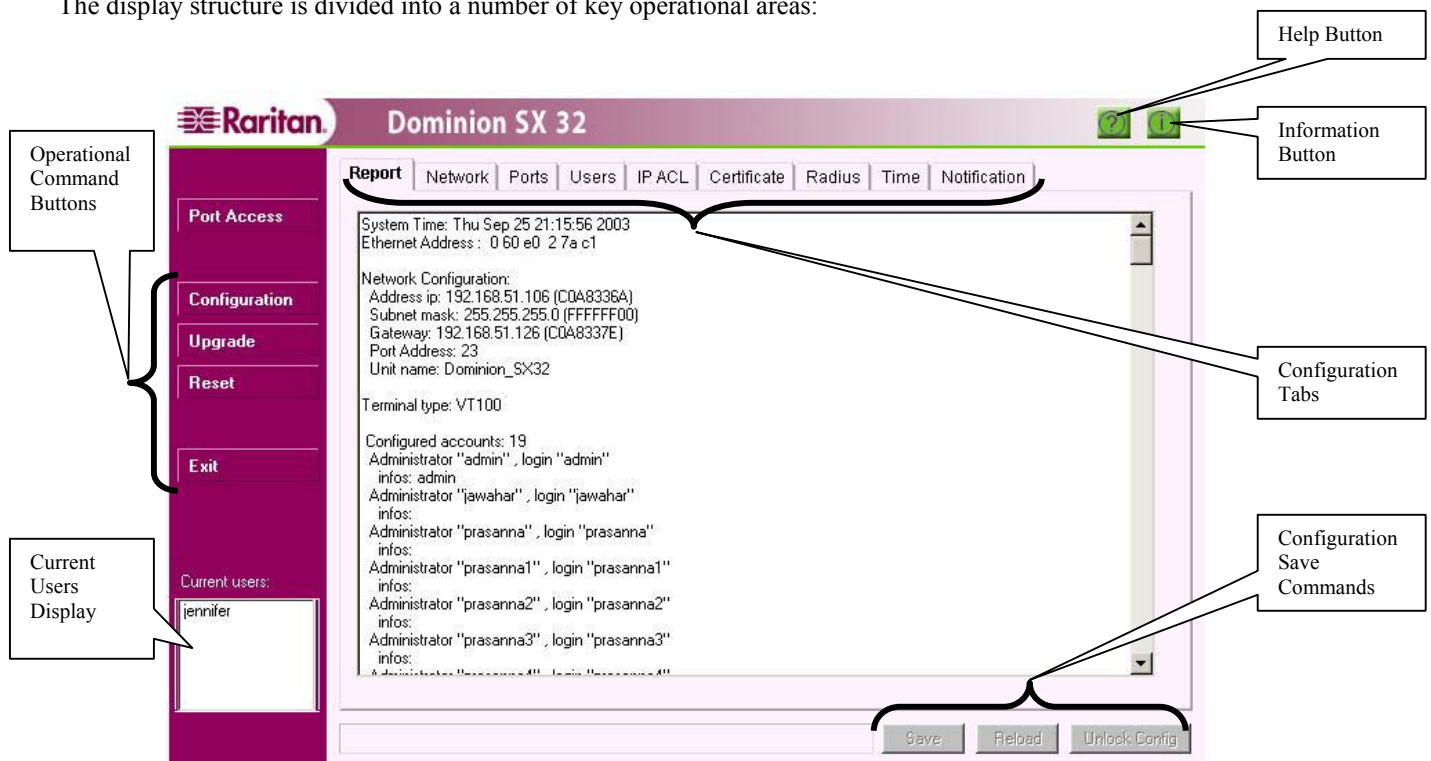 The display structure is divided into a number of key operational areas:
Help Button
Raritan.
Dominion SX 32
?
i
Information
Button
Operational
Command
Buttons
Report
Network
Ports
Users
IP ACL
Certificate
Radius
Time
Notification
Port Access
Configuration
Upgrade
Reset
Exit
System Time: Thu Sep 25 21:15:56 2003
Ethernet Address : 0 60 e0 2 7a c1
Network Configuration:
Address ip: 192.168.51.106 (C0A8336A)
Subnet mask: 255.255.255.0 (FFFFFF00)
Gateway: 192.168.51.126 (C0A8337E)
Port Address: 23
Unit name: Dominion_SX32
Terminal type: VT100
Configured accounts: 19
Administrator "admin" , login "admin"
infos: admin
Administrator "jawahar" , login "jawahar"
infos:
Administrator "prasanna" , login "prasanna"
infos:
Administrator "prasanna1" , login "prasanna1"
infos:
Administrator "prasanna2" , login "prasanna2"
infos:
Administrator "prasanna3" , login "prasanna3"
infos:
Administrator "prasanna4" , login "prasanna4"
Configuration
Tabs
Current
Users
Display
Current users:
jennifer
Configuration
Save
Commands
Save
Reload
Unlock Config